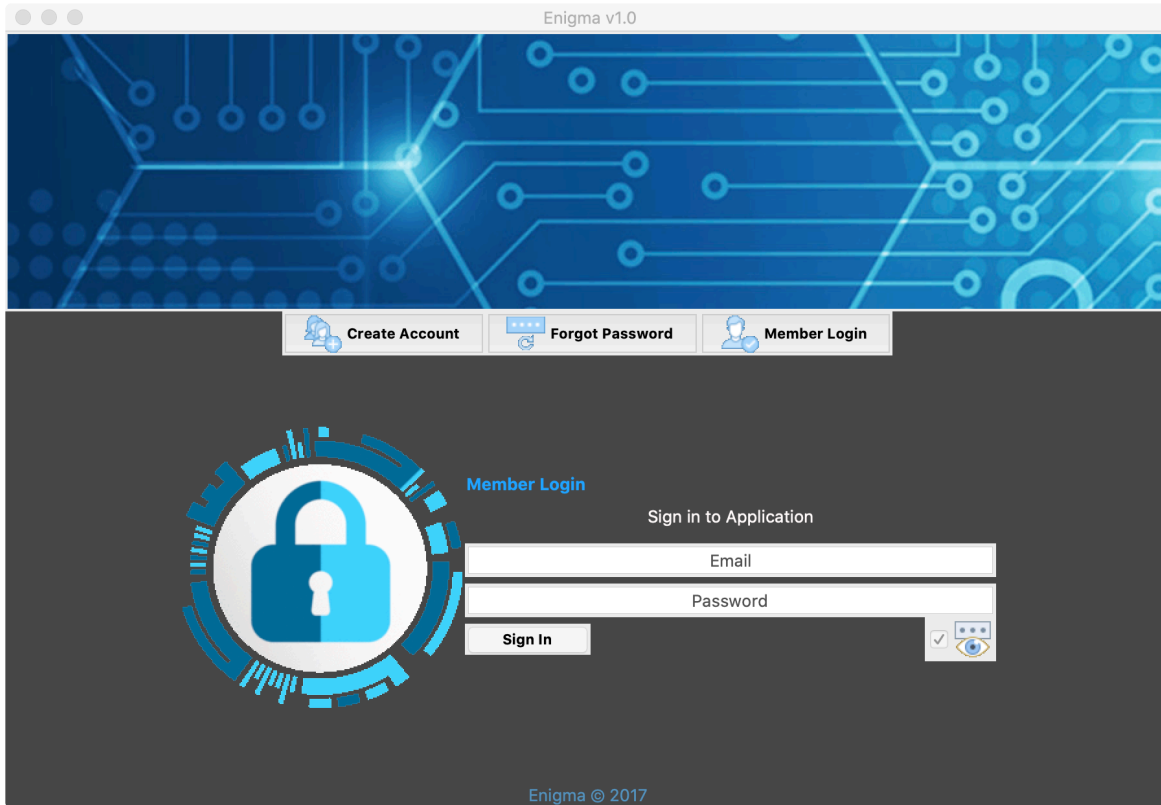 Enigma v1.0
Create Account Forgot Password Member Login
Member Login
Sign in to Application
Email
Password
Sign In
Enigma © 2017